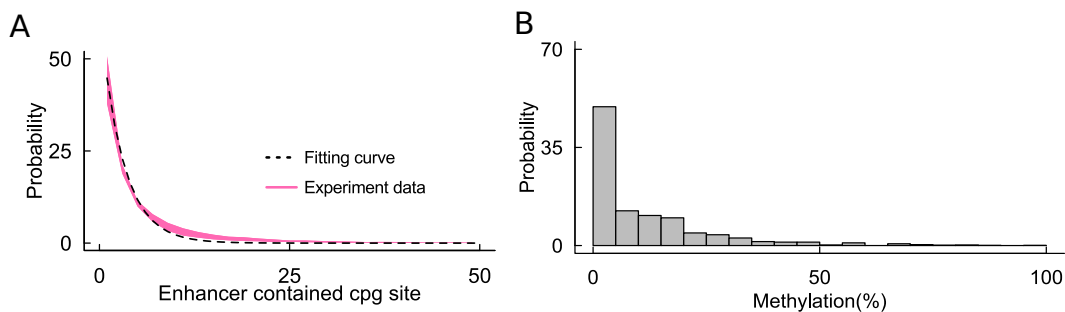 A
50
25
0
Probability
Fitting curve
Experiment data
0 25 50
Enhancer contained cpg site
B
70
35
0
Probability
0 50 100
Methylation(%)